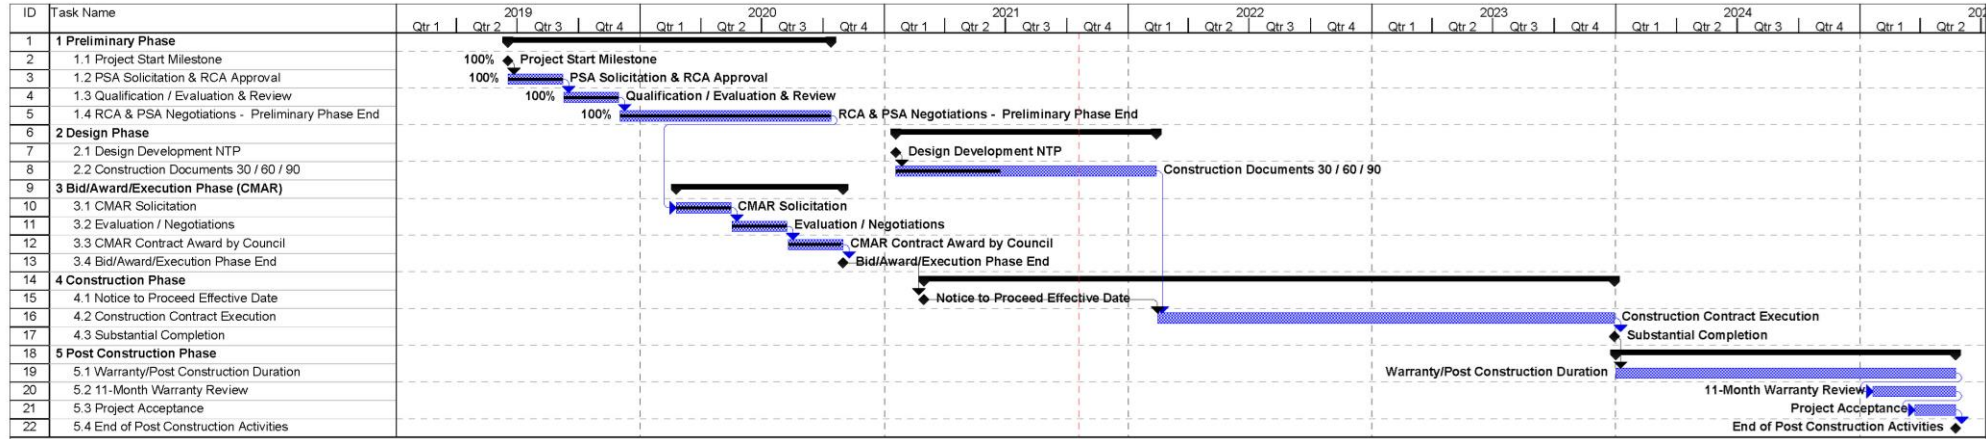 ID Task Name 2019 2020 2021 2022 2023 2024 202
Qtr 1 Qtr 2 Qtr 3 Qtr 4 Qtr 1 Qtr 2 Qtr 3 Qtr 4 Qtr 1 Qtr 2 Qtr 3 Qtr 4 Qtr 1 Qtr 2 Qtr 3 Qtr 4 Qtr 1 Qtr 2 Qtr 3 Qtr 4 Qtr 1 Qtr 2 Qtr 3 Qtr 4 Qtr 1 Qtr 2
1 1 Preliminary Phase
2 1.1 Project Start Milestone 100% Project Start Milestone
3 1.2 PSA Solicitation & RCA Approval 100% PSA Solicitation & RCA Approval
4 1.3 Qualification / Evaluation & Review 100% Qualification / Evaluation & Review
5 1.4 RCA & PSA Negotiations - Preliminary Phase End 100% RCA & PSA Negotiations - Preliminary Phase End
6 2 Design Phase
7 2.1 Design Development NTP Design Development NTP
8 2.2 Construction Documents 30 / 60 / 90 Construction Documents 30 / 60 / 90
9 3 Bid/Award/Execution Phase (CMAR)
10 3.1 CMAR Solicitation CMAR Solicitation
11 3.2 Evaluation / Negotiations Evaluation / Negotiations
12 3.3 CMAR Contract Award by Council CMAR Contract Award by Council
13 3.4 Bid/Award/Execution Phase End Bid/Award/Execution Phase End
14 4 Construction Phase
15 4.1 Notice to Proceed Effective Date Notice to Proceed Effective Date
16 4.2 Construction Contract Execution Construction Contract Execution
17 4.3 Substantial Completion Substantial Completion
18 5 Post Construction Phase
19 5.1 Warranty/Post Construction Duration Warranty/Post Construction Duration
20 5.2 11-Month Warranty Review 11-Month Warranty Review
21 5.3 Project Acceptance Project Acceptance
22 5.4 End of Post Construction Activities End of Post Construction Activities